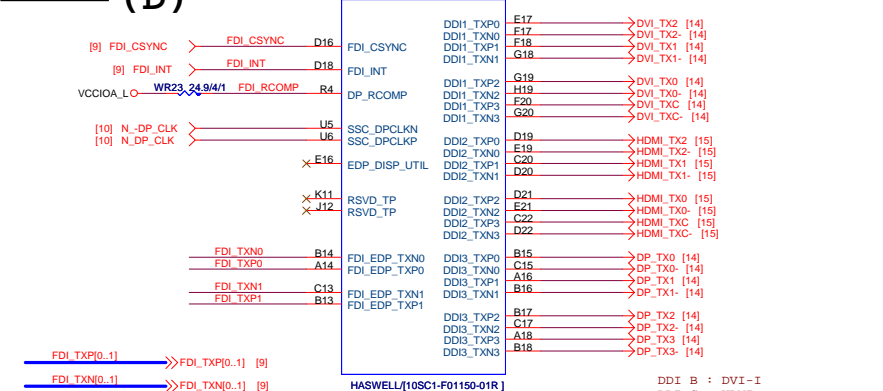 (D)
[9] FDI_CSYNC FDI_CSYNC D16 FDI_CSYNC
[9] FDI_INT FDI_INT D18 FDI_INT
VCCIOA_L WR23 24.9/4/1 FDI_RCOMP R4 DP_RCOMP
[10] N_-DP_CLK U5 SSC_DPCLKN
[10] N_DP_CLK U6 SSC_DPCLKP
E16 EDP_DISP_UTIL
K11 RSVD_TP
J12 RSVD_TP
FDI_TXN0 B14 FDI_EDP_TXN0
FDI_TXP0 A14 FDI_EDP_TXP0
FDI_TXN1 C13 FDI_EDP_TXN1
FDI_TXP1 B13 FDI_EDP_TXP1
DDI1_TXP0 E17 DVI_TX2 [14]
DDI1_TXN0 F17 DVI_TX2- [14]
DDI1_TXP1 F18 DVI_TX1 [14]
DDI1_TXN1 G18 DVI_TX1- [14]
DDI1_TXP2 G19 DVI_TX0 [14]
DDI1_TXN2 H19 DVI_TX0- [14]
DDI1_TXP3 F20 DVI_TXC [14]
DDI1_TXN3 G20 DVI_TXC- [14]
DDI2_TXP0 D19 HDMI_TX2 [15]
DDI2_TXN0 E19 HDMI_TX2- [15]
DDI2_TXP1 C20 HDMI_TX1 [15]
DDI2_TXN1 D20 HDMI_TX1- [15]
DDI2_TXP2 D21 HDMI_TX0 [15]
DDI2_TXN2 E21 HDMI_TX0- [15]
DDI2_TXP3 C22 HDMI_TXC [15]
DDI2_TXN3 D22 HDMI_TXC- [15]
DDI3_TXP0 B15 DP_TX0 [14]
DDI3_TXN0 C15 DP_TX0- [14]
DDI3_TXP1 A16 DP_TX1 [14]
DDI3_TXN1 B16 DP_TX1- [14]
DDI3_TXP2 B17 DP_TX2 [14]
DDI3_TXN2 C17 DP_TX2- [14]
DDI3_TXP3 A18 DP_TX3 [14]
DDI3_TXN3 B18 DP_TX3- [14]
FDI_TXP[0..1] FDI_TXP[0..1] [9]
FDI_TXN[0..1] FDI_TXN[0..1] [9]
HASWELL/[10SC1-F01150-01R ]
DDI B : DVI-I